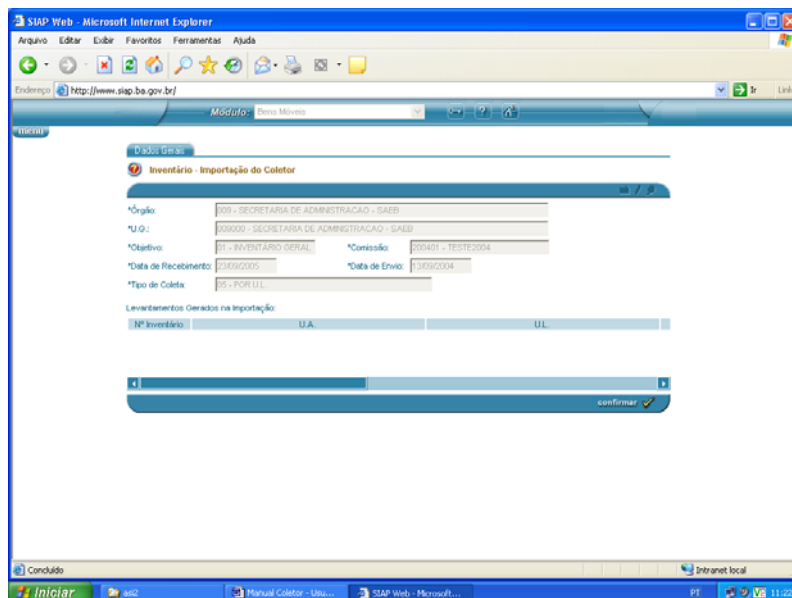 SIAP Web - Microsoft Internet Explorer
Arquivo Editar Exibir Favoritos Ferramentas Ajuda
Endereço http://www.siap.ba.gov.br/ Ir Link
Módulo: Bens Móveis
menu
Dados Gerais
Inventário - Importação do Coletor
*Órgão: 009 - SECRETARIA DE ADMINISTRACAO - SAEB
*U.G.: 009000 - SECRETARIA DE ADMINISTRACAO - SAEB
*Objetivo: 01 - INVENTÁRIO GERAL *Comissão: 200401 - TESTE2004
*Data de Recebimento: 23/09/2005 *Data de Envio: 13/09/2004
*Tipo de Coleta: 05 - POR U.L.
Levantamentos Gerados na Importação:
Nº Inventário U.A. U.L.
confirmar
Concluído Intranet local
Iniciar asi2 Manual Coletor - Usu... SIAP Web - Microsoft... PT 11:22